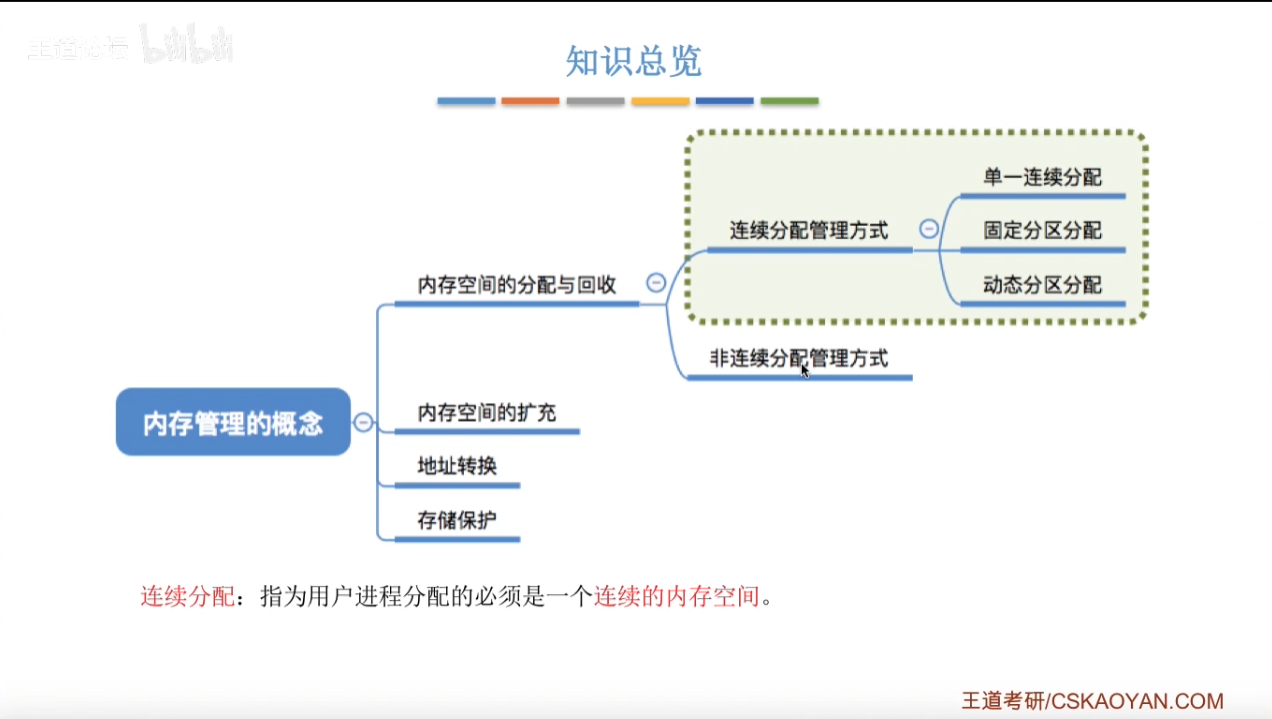 王道论坛 bilibili
知识总览
单一连续分配
连续分配管理方式
固定分区分配
内存空间的分配与回收
动态分区分配
非连续分配管理方式
内存管理的概念
内存空间的扩充
地址转换
存储保护
连续分配：指为用户进程分配的必须是一个连续的内存空间。
王道考研/CSKAOYAN.COM